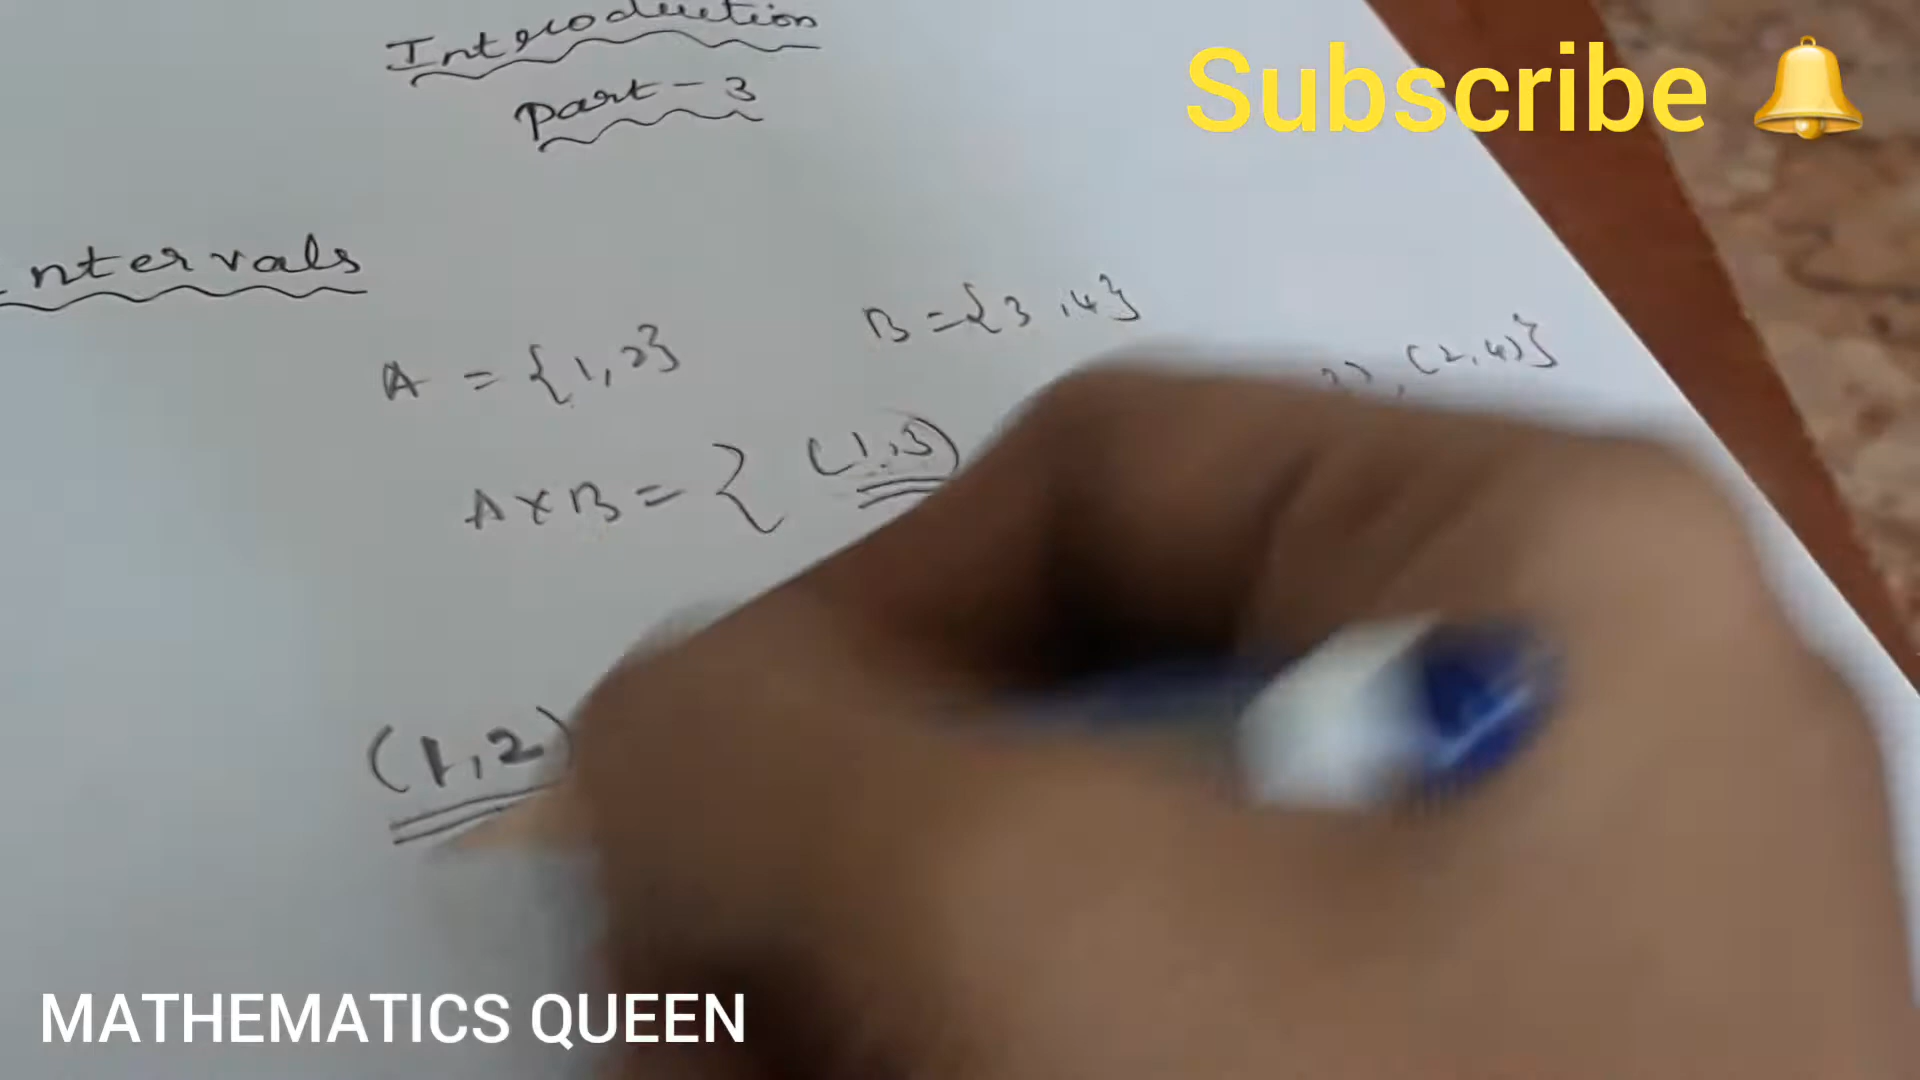 Introduction
Subscribe 🔔
Part - 3
ntervals
A = {1,2} B = {3,4}
A×B = { (1,3) ,(2,4)}
(1,2)
MATHEMATICS QUEEN